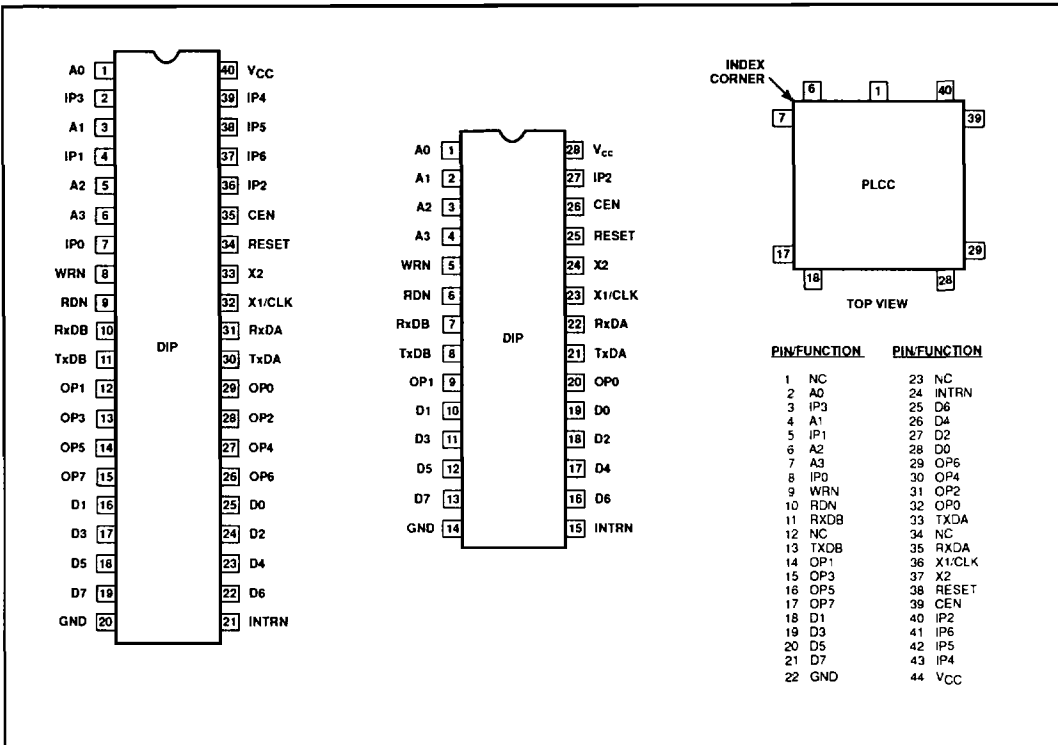 A0 1 40 VCC
IP3 2 39 IP4
A1 3 38 IP5
IP1 4 37 IP6
A2 5 36 IP2
A3 6 35 CEN
IP0 7 34 RESET
WRN 8 33 X2
RDN 9 32 X1/CLK
RxDB 10 31 RxDA
DIP
TxDB 11 30 TxDA
OP1 12 29 OP0
OP3 13 28 OP2
OP5 14 27 OP4
OP7 15 26 OP6
D1 16 25 D0
D3 17 24 D2
D5 18 23 D4
D7 19 22 D6
GND 20 21 INTRN
A0 1 28 Vcc
A1 2 27 IP2
A2 3 26 CEN
A3 4 25 RESET
WRN 5 24 X2
RDN 6 23 X1/CLK
RxDB 7 22 RxDA
DIP
TxDB 8 21 TxDA
OP1 9 20 OP0
D1 10 19 D0
D3 11 18 D2
D5 12 17 D4
D7 13 16 D6
GND 14 15 INTRN
INDEX
CORNER
6 1 40
7 39
PLCC
17 29
18 28
TOP VIEW
PIN/FUNCTION PIN/FUNCTION
1 NC 23 NC
2 A0 24 INTRN
3 IP3 25 D6
4 A1 26 D4
5 IP1 27 D2
6 A2 28 D0
7 A3 29 OP6
8 IP0 30 OP4
9 WRN 31 OP2
10 RDN 32 OP0
11 RXDB 33 TXDA
12 NC 34 NC
13 TXDB 35 RXDA
14 OP1 36 X1/CLK
15 OP3 37 X2
16 OP5 38 RESET
17 OP7 39 CEN
18 D1 40 IP2
19 D3 41 IP6
20 D5 42 IP5
21 D7 43 IP4
22 GND 44 VCC